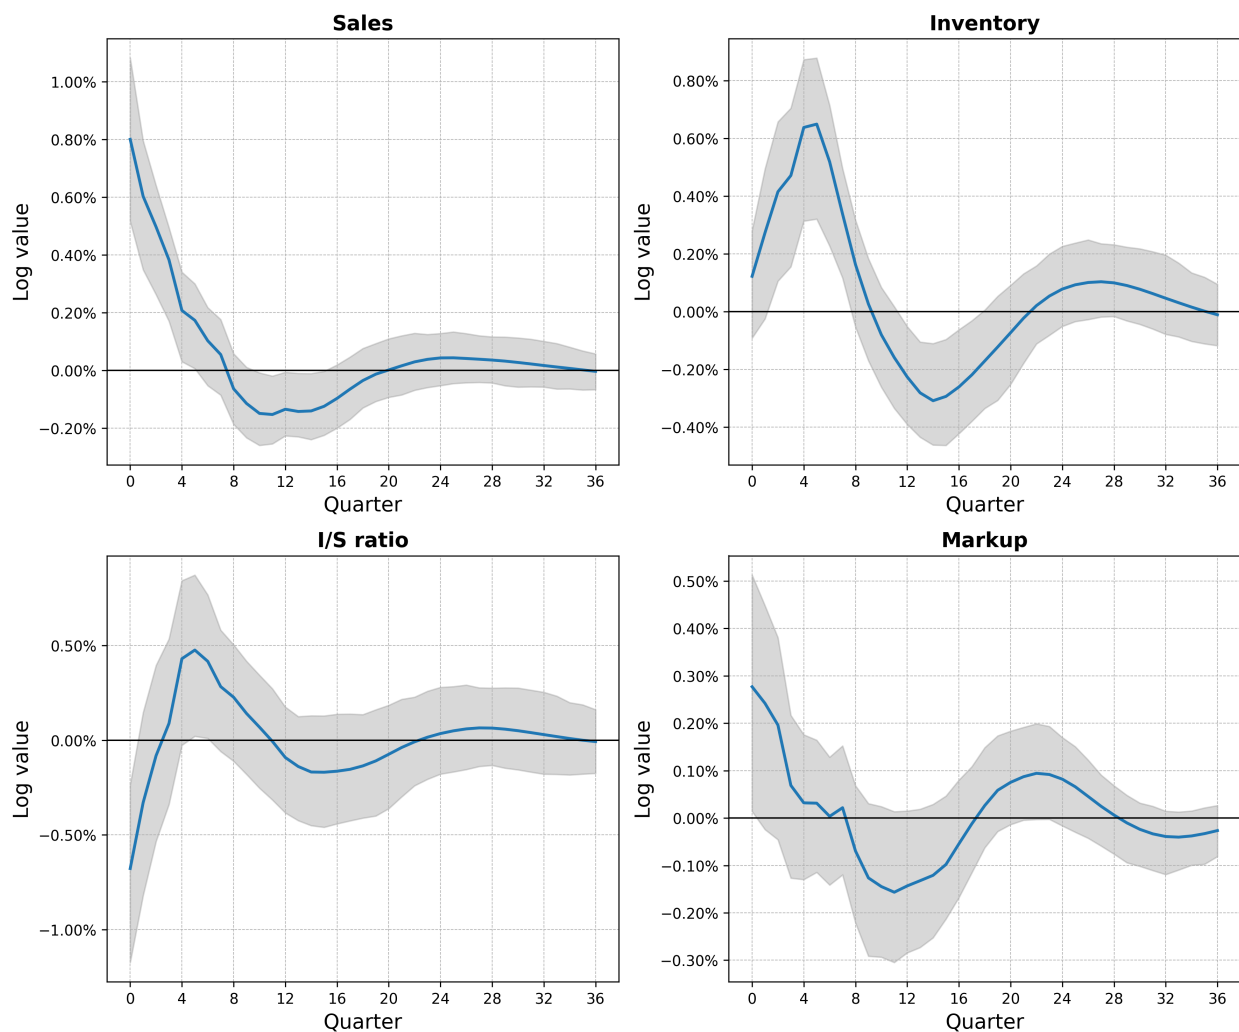 Sales
1.00%
0.80%
0.60%
0.40%
0.20%
0.00%
−0.20%
Log value
0 4 8 12 16 20 24 28 32 36
Quarter
Inventory
0.80%
0.60%
0.40%
0.20%
0.00%
−0.20%
−0.40%
Log value
0 4 8 12 16 20 24 28 32 36
Quarter
I/S ratio
0.50%
0.00%
−0.50%
−1.00%
Log value
0 4 8 12 16 20 24 28 32 36
Quarter
Markup
0.50%
0.40%
0.30%
0.20%
0.10%
0.00%
−0.10%
−0.20%
−0.30%
Log value
0 4 8 12 16 20 24 28 32 36
Quarter